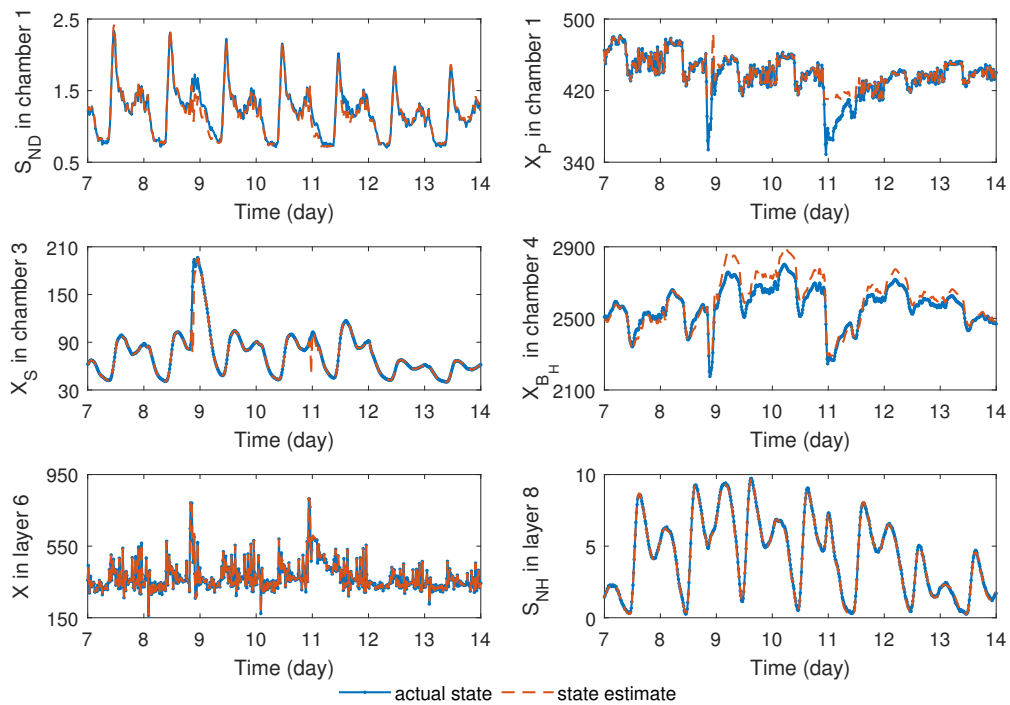 S_ND in chamber 1
2.5
1.5
0.5
7 8 9 10 11 12 13 14
Time (day)
X_P in chamber 1
500
420
340
7 8 9 10 11 12 13 14
Time (day)
X_S in chamber 3
210
150
90
30
7 8 9 10 11 12 13 14
Time (day)
X_B_H in chamber 4
2900
2500
2100
7 8 9 10 11 12 13 14
Time (day)
X in layer 6
950
550
150
7 8 9 10 11 12 13 14
Time (day)
S_NH in layer 8
10
5
0
7 8 9 10 11 12 13 14
Time (day)
actual state state estimate